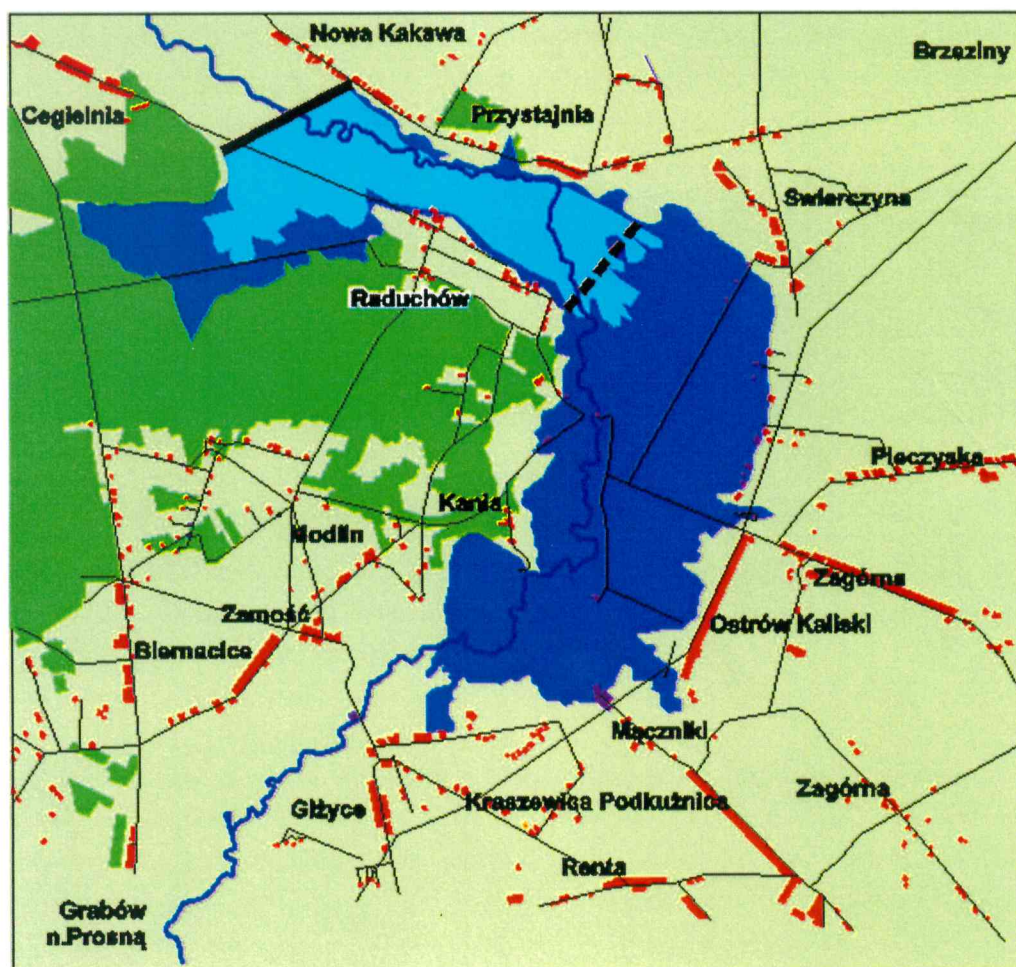 Nowa Kakawa
Brzeziny
Cegielnia
Przystajnia
Świerczyna
Raduchów
Pieczyska
Kania
Modlin
Zagórna
Zamość
Ostrów Kaliski
Biernacice
Mączniki
Giżyce
Kraszewica Podkuźnica
Zagórna
Renta
Grabów
n.Prosną